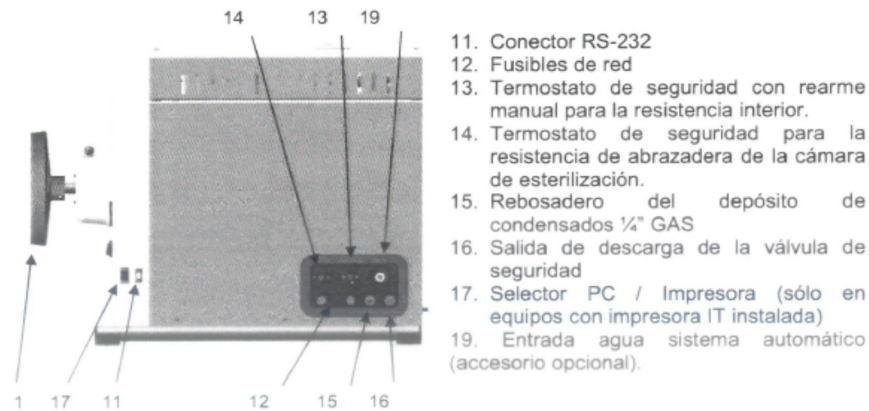 14 13 19
11. Conector RS-232
12. Fusibles de red
13. Termostato de seguridad con rearme
manual para la resistencia interior.
14. Termostato de seguridad para la
resistencia de abrazadera de la cámara
de esterilización.
15. Rebosadero del depósito de
condensados ¼" GAS
16. Salida de descarga de la válvula de
seguridad
17. Selector PC / Impresora (sólo en
equipos con impresora IT instalada)
19. Entrada agua sistema automático
(accesorio opcional).
1 17 11 12 15 16